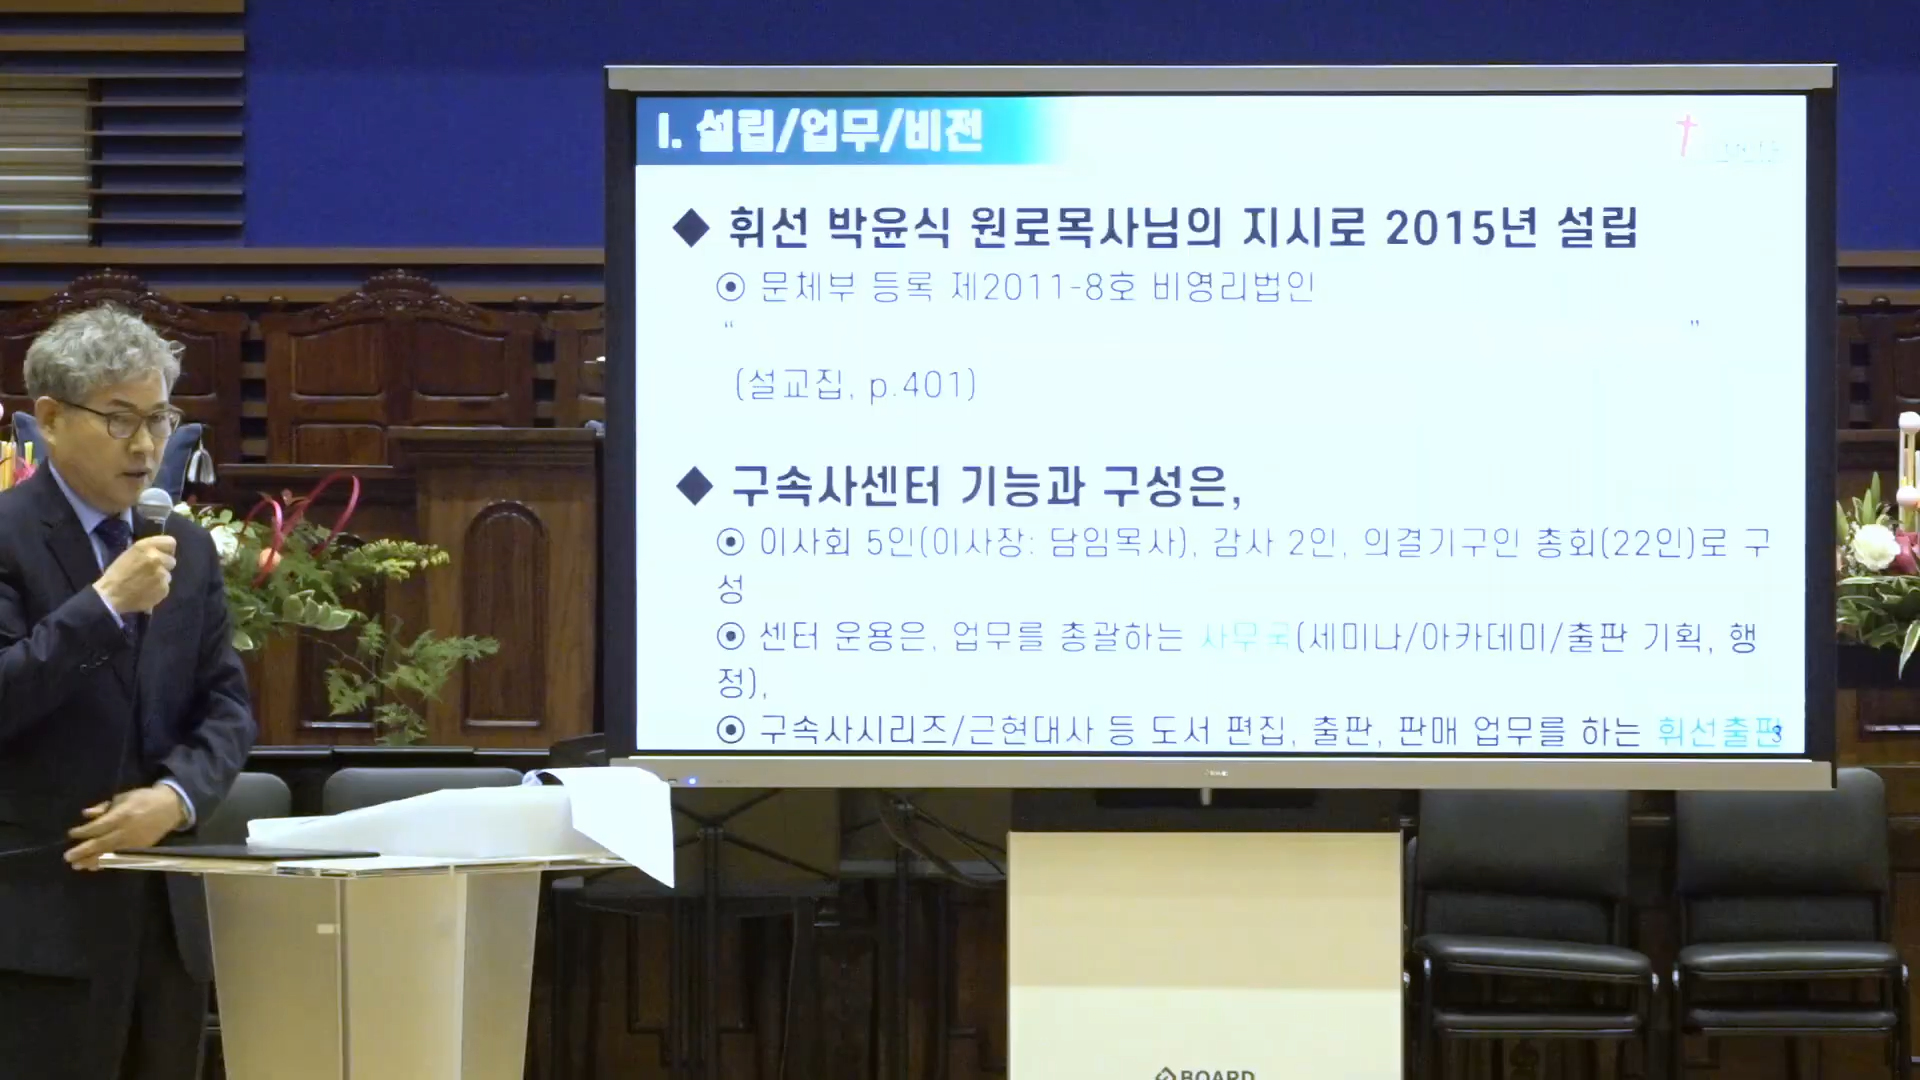 I. 설립/업무/비전
◆ 휘선 박윤식 원로목사님의 지시로 2015년 설립
⦿ 문체부 등록 제2011-8호 비영리법인
“ ”
(설교집, p.401)
◆ 구속사센터 기능과 구성은,
⦿ 이사회 5인(이사장: 담임목사), 감사 2인, 의결기구인 총회(22인)로 구
성
⦿ 센터 운용은, 업무를 총괄하는 사무국(세미나/아카데미/출판 기획, 행
정),
⦿ 구속사시리즈/근현대사 등 도서 편집, 출판, 판매 업무를 하는 휘선출판
3
BOARD